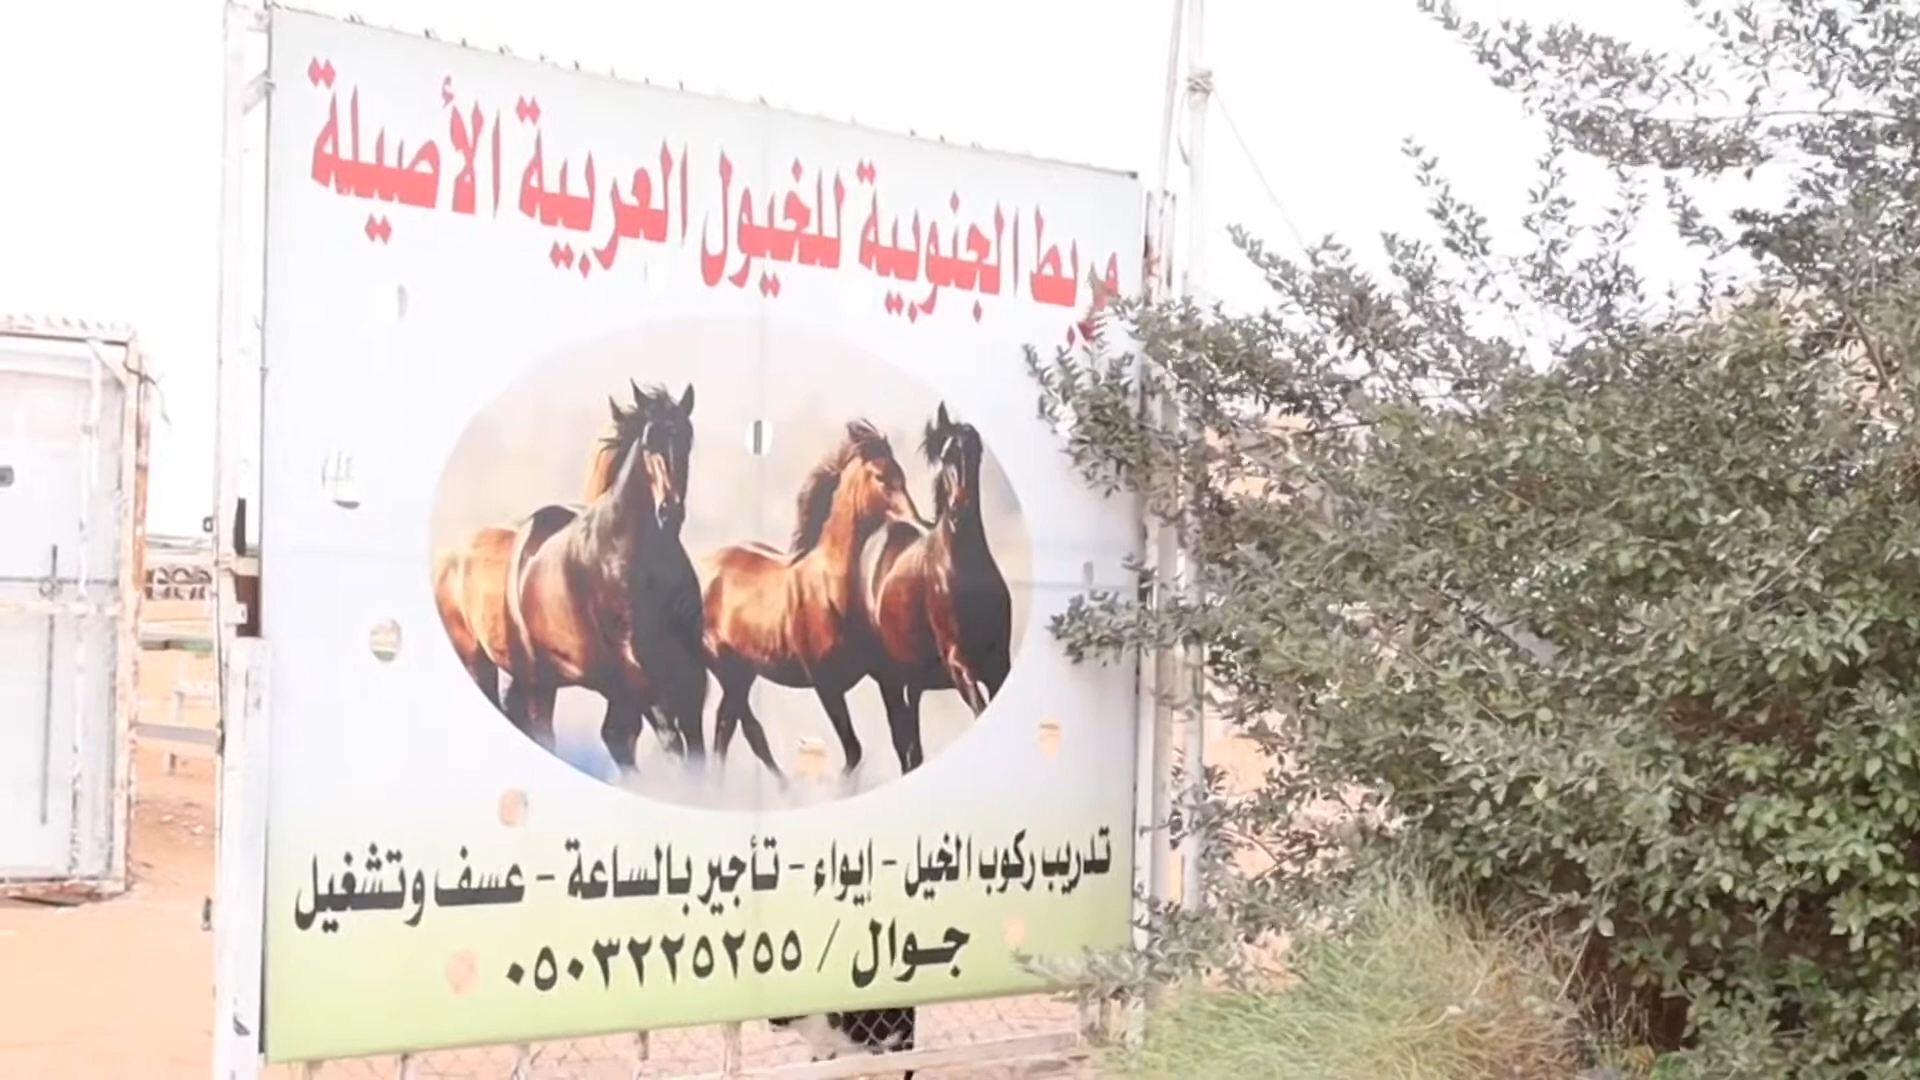 مربط الجنوبية للخيول العربية الأصيلة
تدريب ركوب الخيل - إيواء - تأجير بالساعة - عسف وتشغيل
جوال / ٠٥٠٣٢٢٥٢٥٥